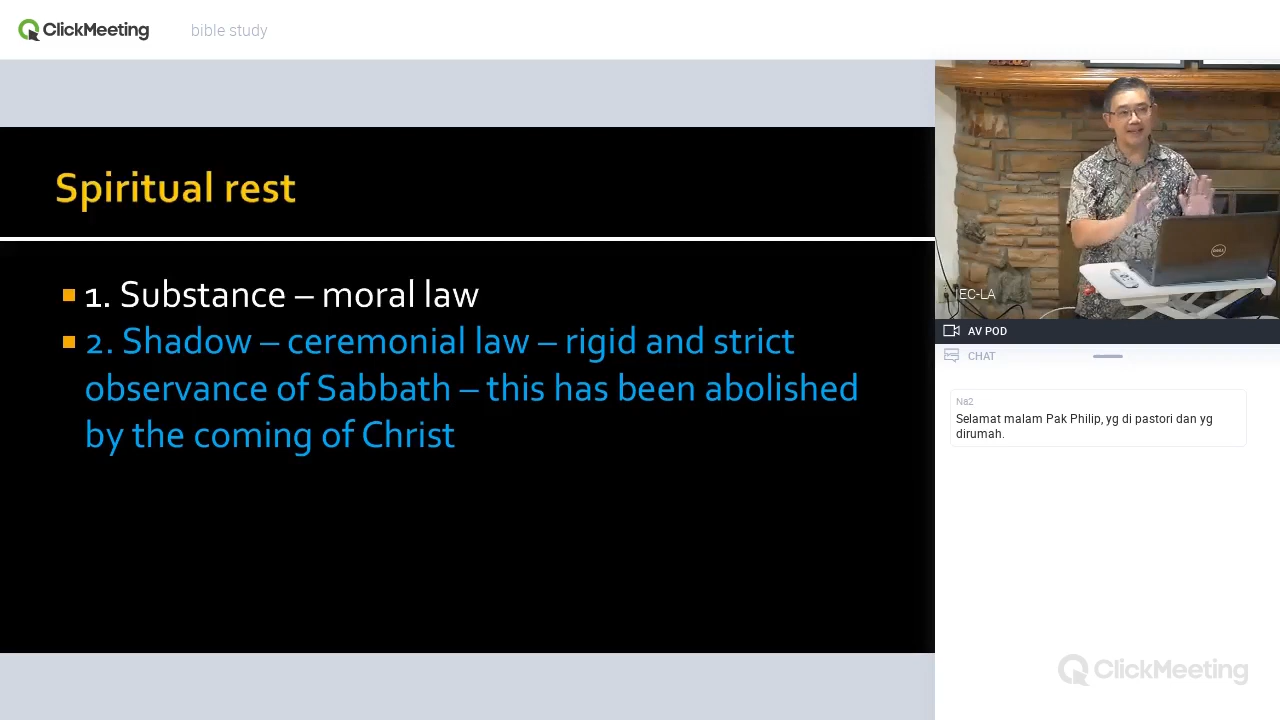 ClickMeeting bible study
Spiritual rest
1. Substance – moral law
2. Shadow – ceremonial law – rigid and strict
observance of Sabbath – this has been abolished
by the coming of Christ
DELL
EC-LA
AV POD
CHAT
Na2
Selamat malam Pak Philip, yg di pastori dan yg
dirumah.
ClickMeeting